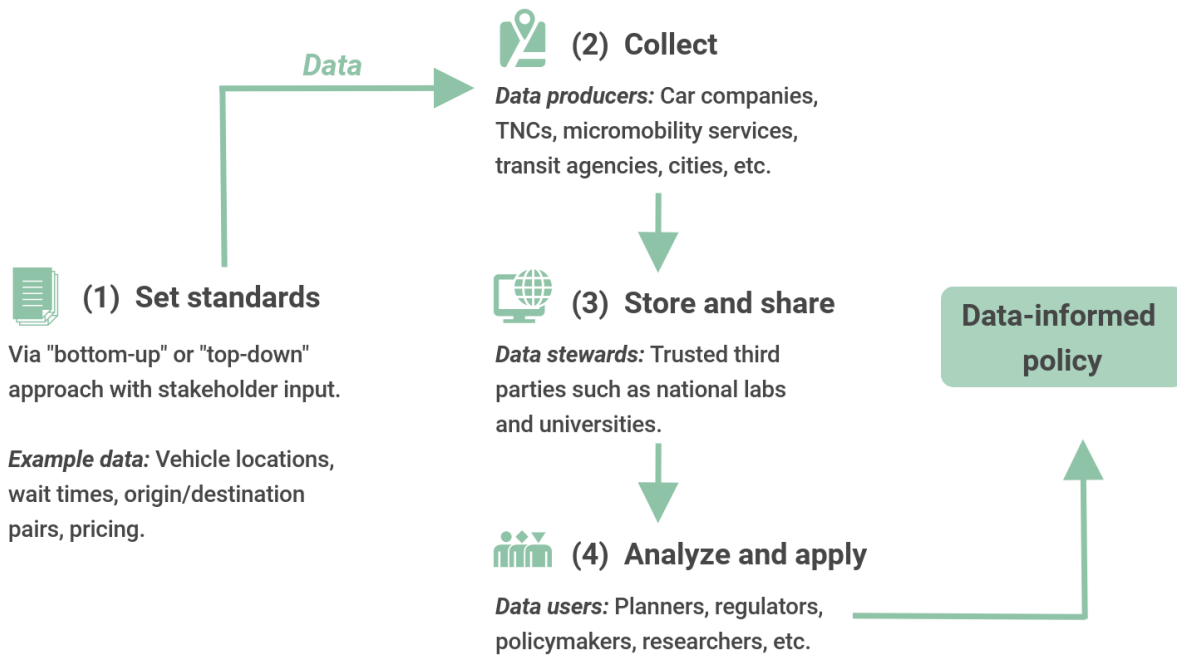 Data
(2) Collect
Data producers: Car companies,
TNCs, micromobility services,
transit agencies, cities, etc.
(1) Set standards
Via "bottom-up" or "top-down"
approach with stakeholder input.
Example data: Vehicle locations,
wait times, origin/destination
pairs, pricing.
(3) Store and share
Data stewards: Trusted third
parties such as national labs
and universities.
(4) Analyze and apply
Data users: Planners, regulators,
policymakers, researchers, etc.
Data-informed
policy